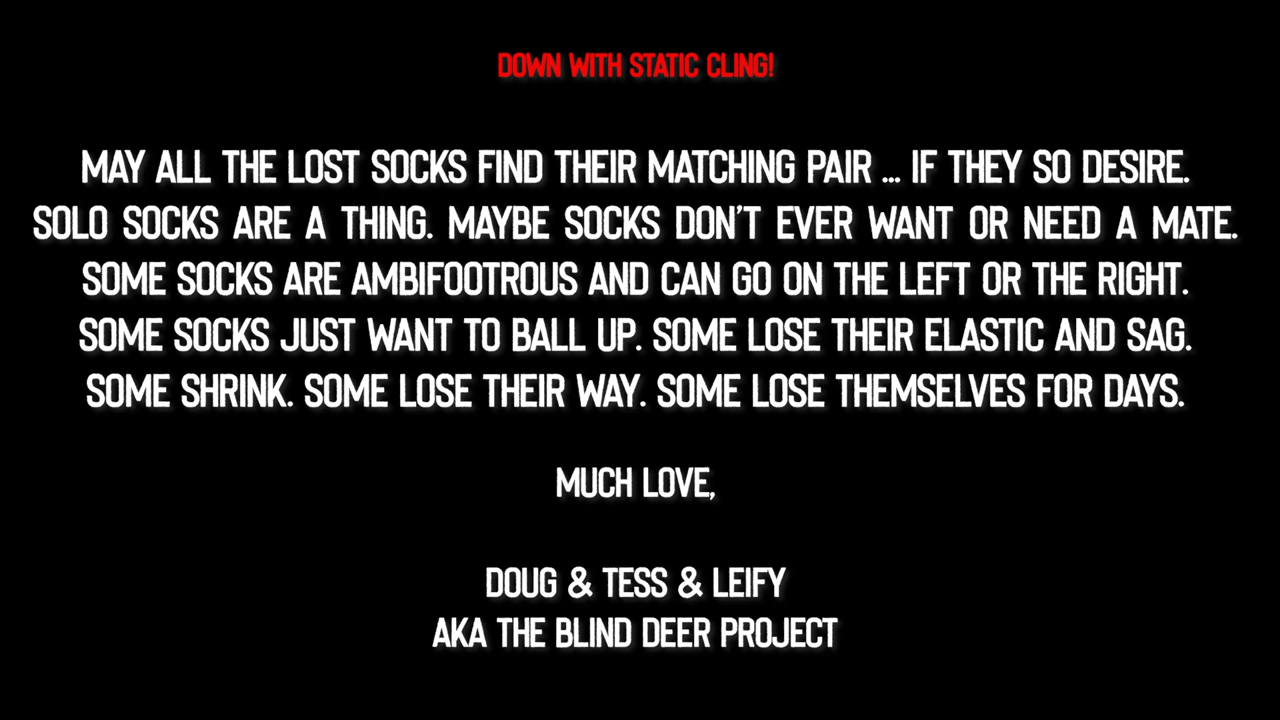 DOWN WITH STATIC CLING!
MAY ALL THE LOST SOCKS FIND THEIR MATCHING PAIR ... IF THEY SO DESIRE.
SOLO SOCKS ARE A THING. MAYBE SOCKS DON'T EVER WANT OR NEED A MATE.
SOME SOCKS ARE AMBIFOOTROUS AND CAN GO ON THE LEFT OR THE RIGHT.
SOME SOCKS JUST WANT TO BALL UP. SOME LOSE THEIR ELASTIC AND SAG.
SOME SHRINK. SOME LOSE THEIR WAY. SOME LOSE THEMSELVES FOR DAYS.
MUCH LOVE,
DOUG & TESS & LEIFY
AKA THE BLIND DEER PROJECT